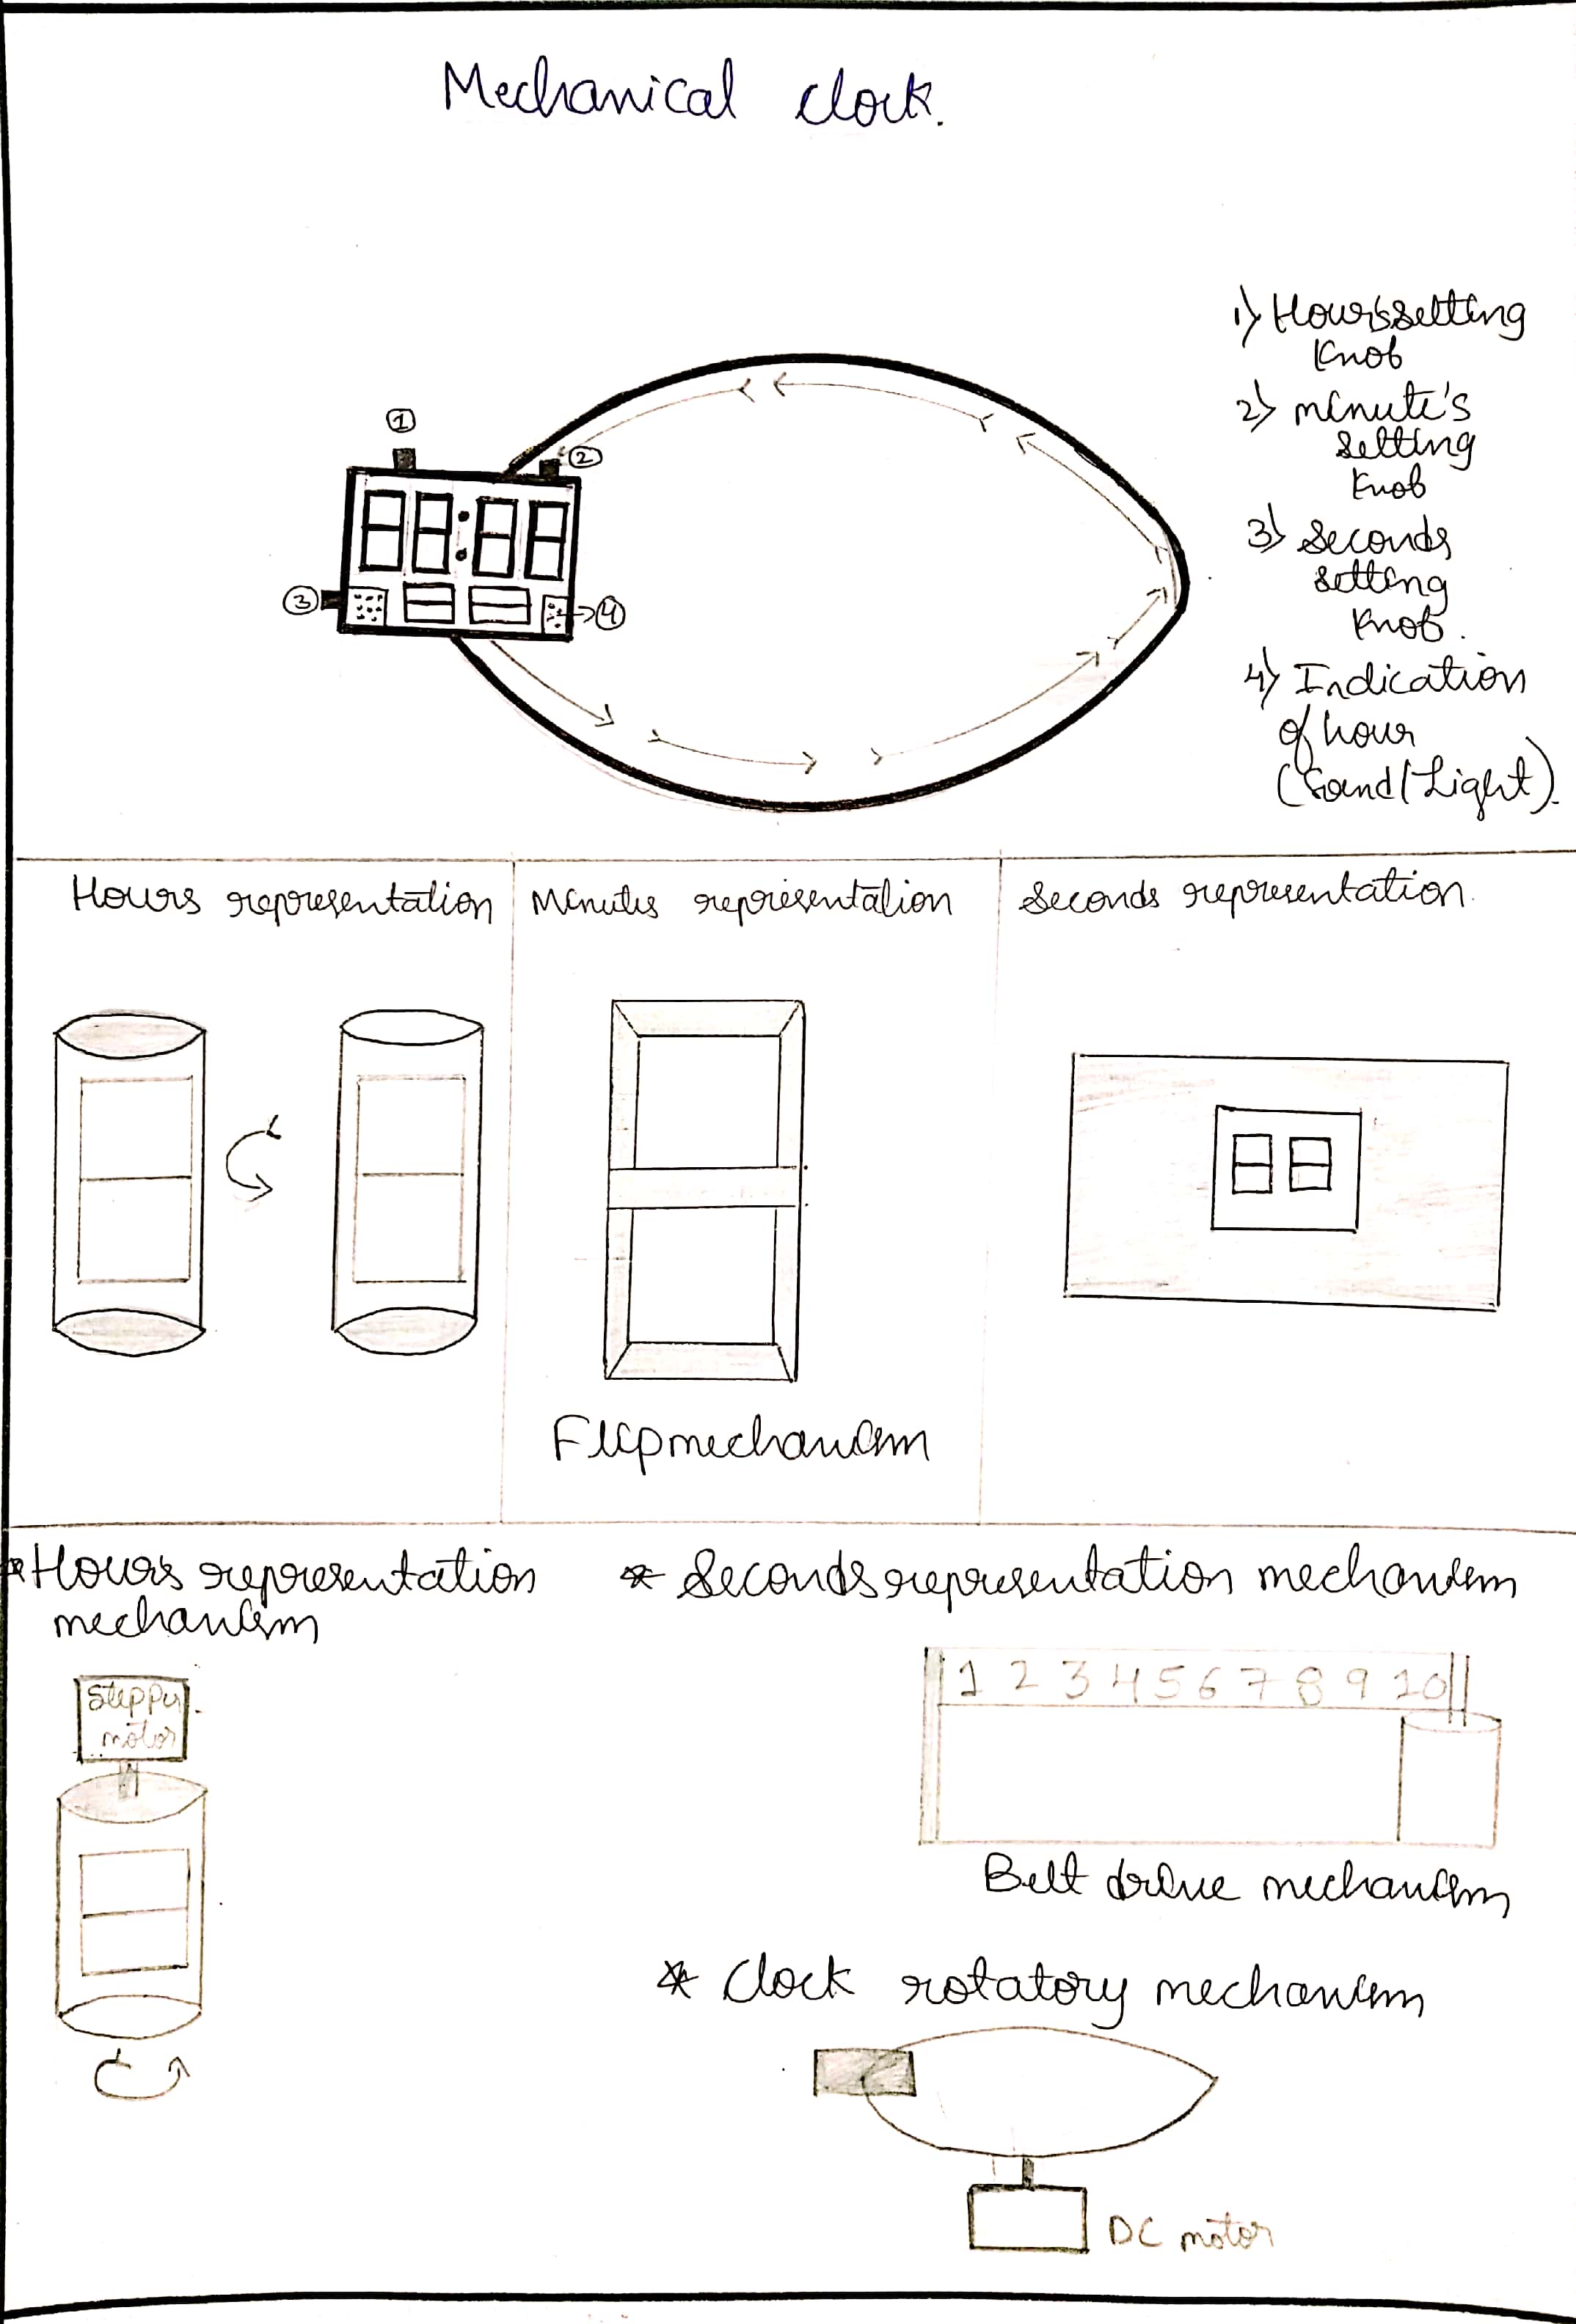 Mechanical clock.
1) Hour's setting
Knob
2) minute's
setting
Knob
3) Seconds
setting
Knob.
4) Indication
of hour
(Sound/Light).
①
②
③
④
Hours representation
Minutes representation
Seconds representation.
Flip mechanism
* Hour's representation
mechanism
* Seconds representation mechanism
Stepper
motor
1 2 3 4 5 6 7 8 9 10
Belt drive mechanism
* Clock rotatory mechanism
DC motor